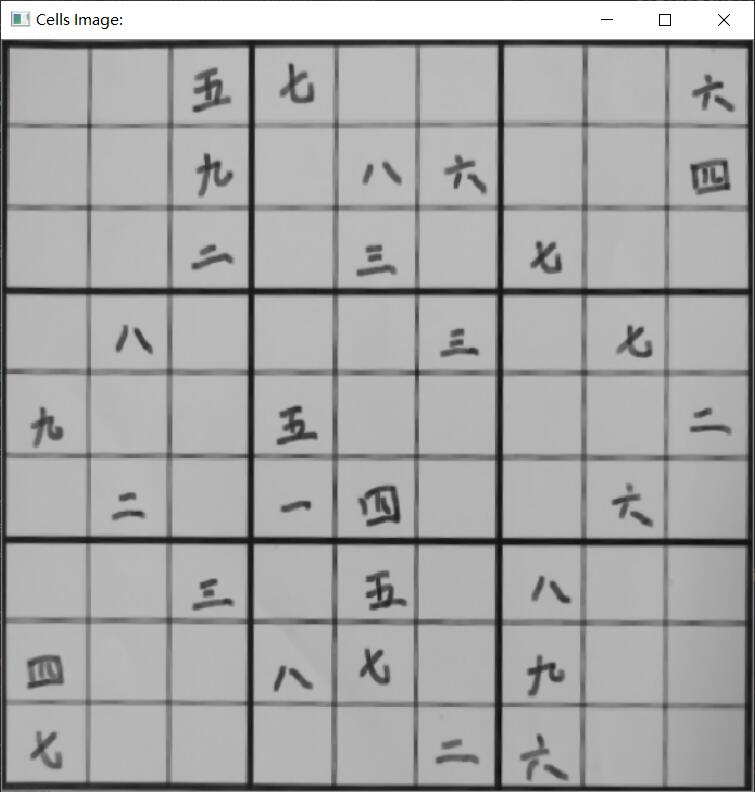 Cells Image:
五 七 六
九 八 六 四
二 三 七
八 三 七
九 五 二
二 一 四 六
三 五 八
四 八 七 九
七 二 六